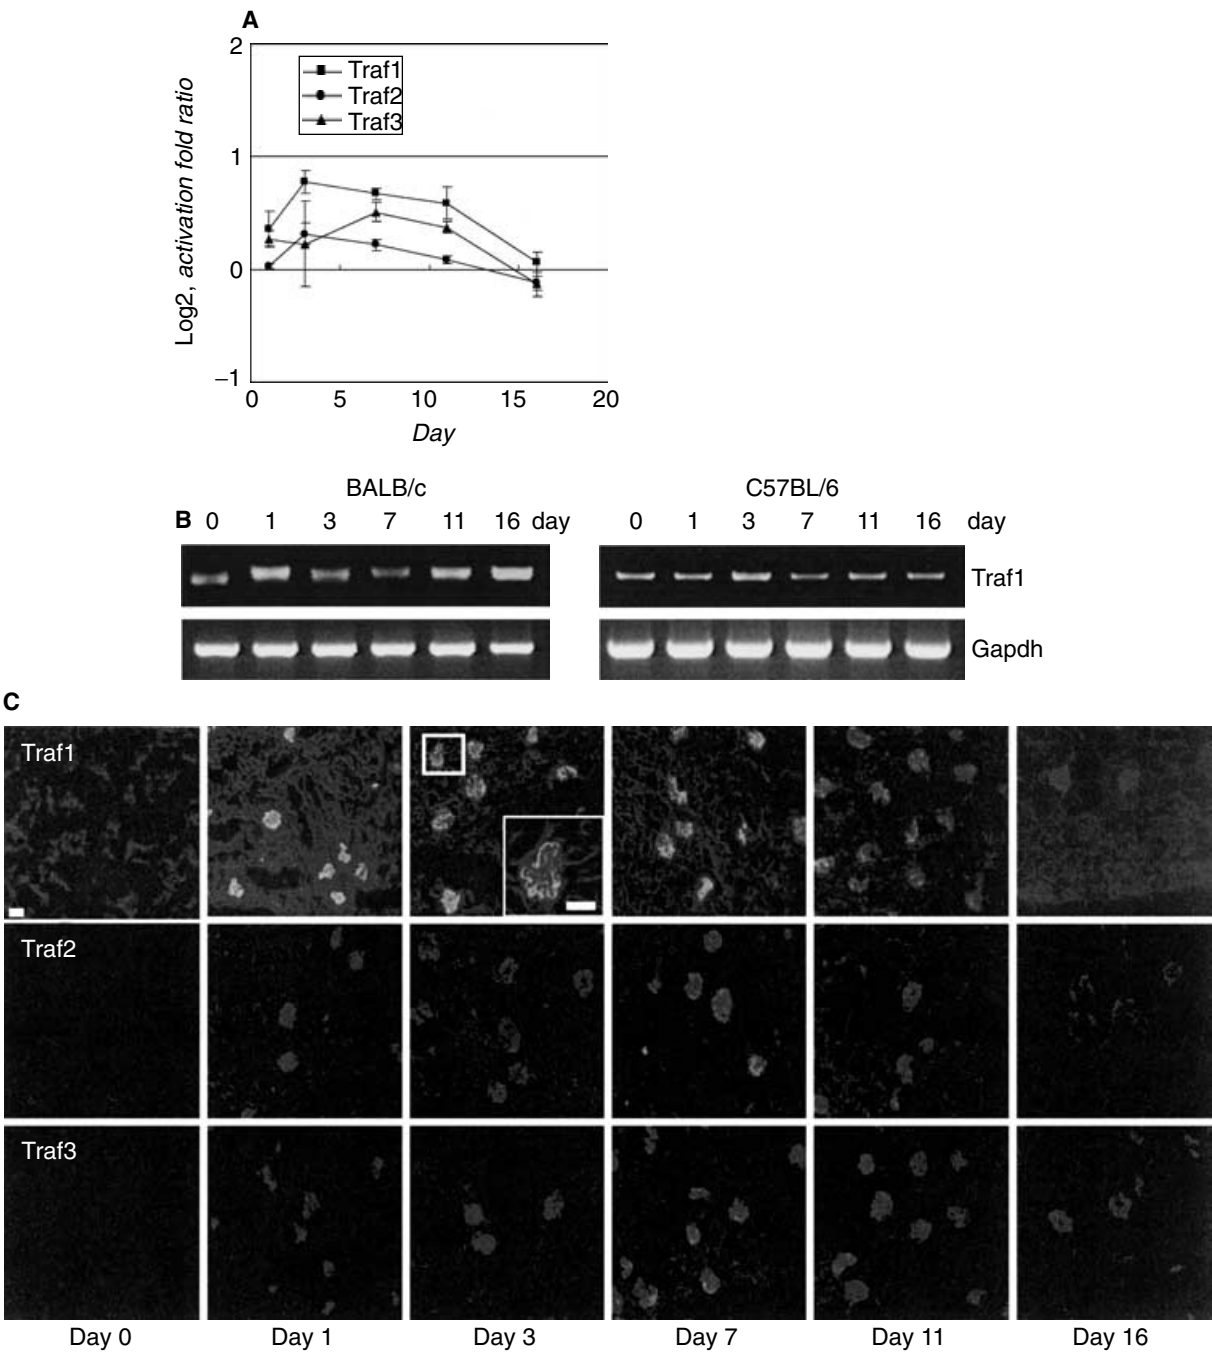 A
2
Traf1
Traf2
Traf3
1
0
–1
Log2, activation fold ratio
0 5 10 15 20
Day
BALB/c C57BL/6
B 0 1 3 7 11 16 day 0 1 3 7 11 16 day
Traf1
Gapdh
C
Traf1
Traf2
Traf3
Day 0 Day 1 Day 3 Day 7 Day 11 Day 16